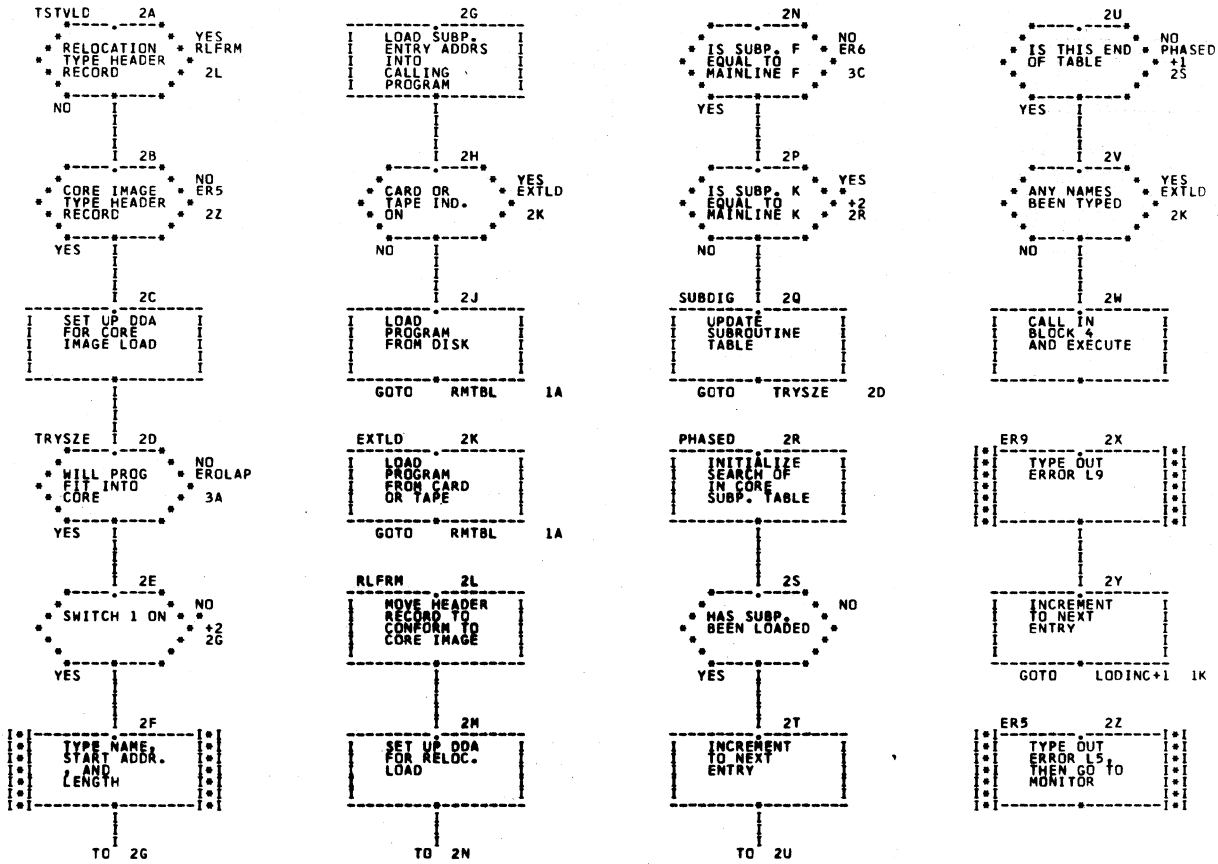 TSTVLD 2A
RELOCATION
TYPE HEADER
RECORD
YES
RLFRM
2L
NO
2B
CORE IMAGE
TYPE HEADER
RECORD
NO
ER5
2Z
YES
2C
SET UP DDA
FOR CORE
IMAGE LOAD
TRYSZE 2D
WILL PROG
FIT INTO
CORE
NO
EROLAP
3A
YES
2E
SWITCH 1 ON
NO
+2
2G
YES
2F
TYPE NAME,
START ADDR.
, AND
LENGTH
TO 2G
2G
LOAD SUBP.
ENTRY ADDRS
INTO
CALLING
PROGRAM
2H
CARD OR
TAPE IND.
ON
YES
EXTLD
2K
NO
2J
LOAD
PROGRAM
FROM DISK
GOTO RMTBL 1A
EXTLD 2K
LOAD
PROGRAM
FROM CARD
OR TAPE
GOTO RMTBL 1A
RLFRM 2L
MOVE HEADER
RECORD TO
CONFORM TO
CORE IMAGE
2M
SET UP DDA
FOR RELOC.
LOAD
TO 2N
2N
IS SUBP. F
EQUAL TO
MAINLINE F
NO
ER6
3C
YES
2P
IS SUBP. K
EQUAL TO
MAINLINE K
YES
+2
2R
NO
SUBDIG 2Q
UPDATE
SUBROUTINE
TABLE
GOTO TRYSZE 2D
PHASED 2R
INITIALIZE
SEARCH OF
IN CORE
SUBP. TABLE
2S
HAS SUBP.
BEEN LOADED
NO
YES
2T
INCREMENT
TO NEXT
ENTRY
TO 2U
2U
IS THIS END
OF TABLE
NO
PHASED
+1
2S
YES
2V
ANY NAMES
BEEN TYPED
YES
EXTLD
2K
NO
2W
CALL IN
BLOCK 4
AND EXECUTE
ER9 2X
TYPE OUT
ERROR L9
2Y
INCREMENT
TO NEXT
ENTRY
GOTO LODINC+1 1K
ER5 2Z
TYPE OUT
ERROR L5,
THEN GO TO
MONITOR